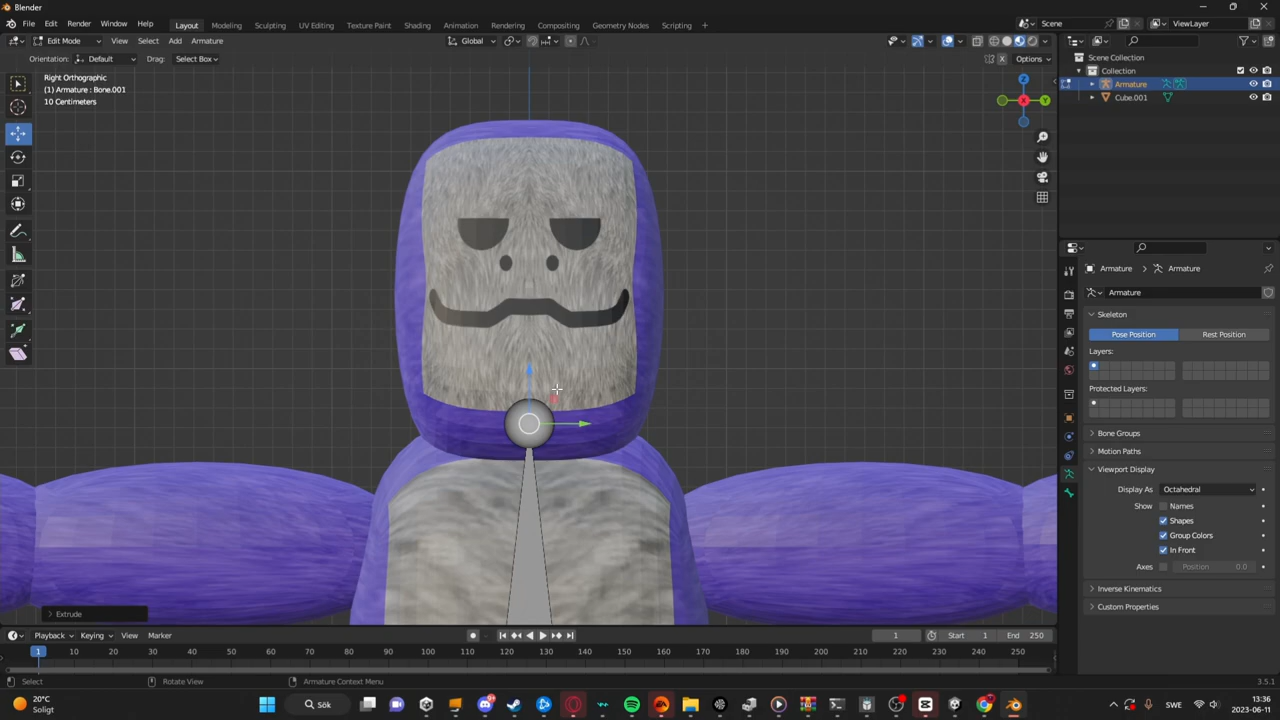 Blender
File Edit Render Window Help Layout Modeling Sculpting UV Editing Texture Paint Shading Animation Rendering Compositing Geometry Nodes Scripting + Scene ViewLayer
Edit Mode View Select Add Armature Global
Orientation: Default Drag: Select Box X Options
Right Orthographic
(1) Armature : Bone.001
10 Centimeters
Z
Y
X
Scene Collection
Collection
Armature
Cube.001
Armature Armature
Armature
Skeleton
Pose Position Rest Position
Layers:
Protected Layers:
Bone Groups
Motion Paths
Viewport Display
Display As Octahedral
Show Names
Shapes
Group Colors
In Front
Axes Position 0.0
Inverse Kinematics
Custom Properties
Extrude
Playback Keying View Marker 1 Start 1 End 250
1 10 20 30 40 50 60 70 80 90 100 110 120 130 140 150 160 170 180 190 200 210 220 230 240 250
Select Rotate View Armature Context Menu 3.5.1
20°C
Soligt
Sök
SWE
13:36
2023-06-11